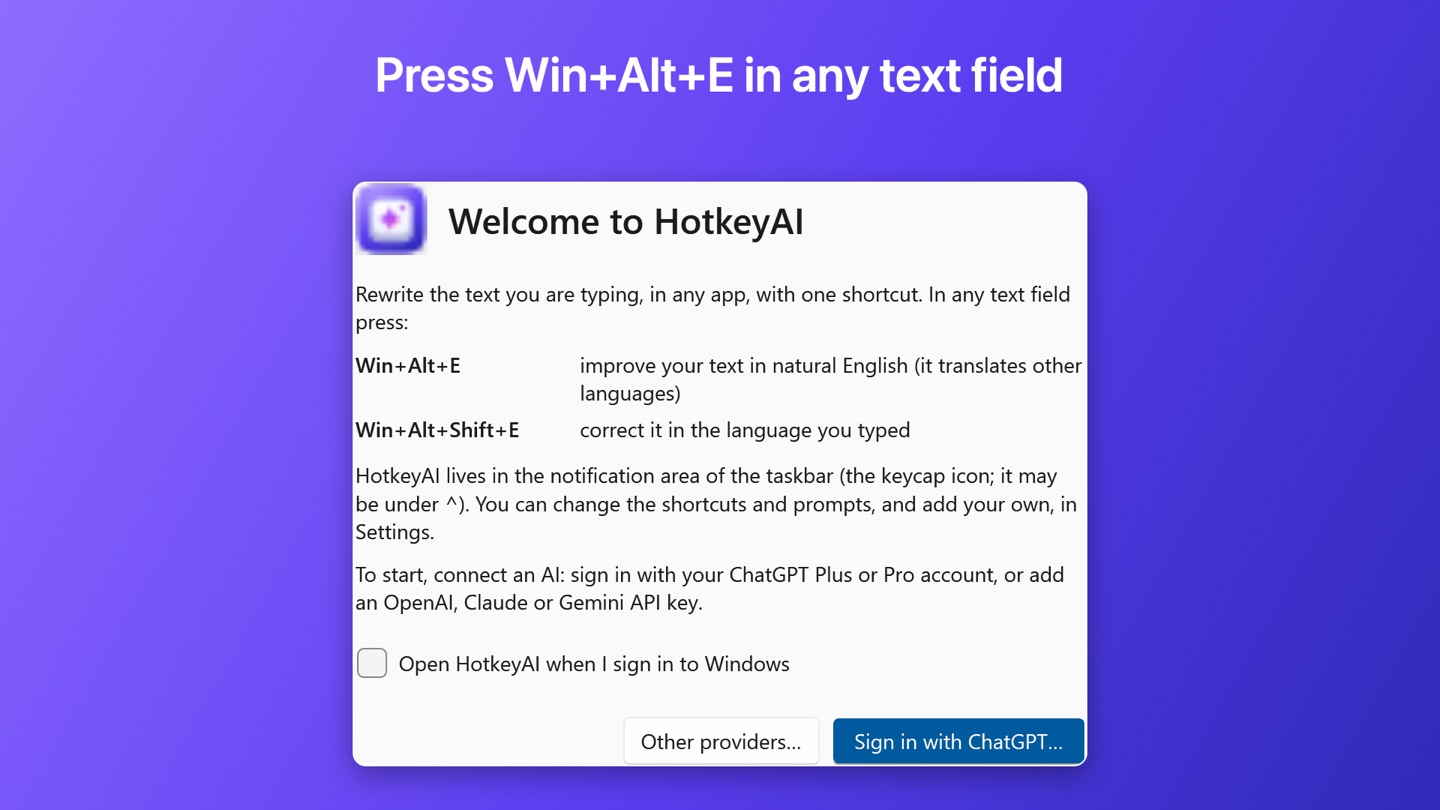 Press Win+Alt+E in any text field
Welcome to HotkeyAI
Rewrite the text you are typing, in any app, with one shortcut. In any text field
press:
Win+Alt+E improve your text in natural English (it translates other
languages)
Win+Alt+Shift+E correct it in the language you typed
HotkeyAI lives in the notification area of the taskbar (the keycap icon; it may
be under ^). You can change the shortcuts and prompts, and add your own, in
Settings.
To start, connect an AI: sign in with your ChatGPT Plus or Pro account, or add
an OpenAI, Claude or Gemini API key.
Open HotkeyAI when I sign in to Windows
Other providers... Sign in with ChatGPT...